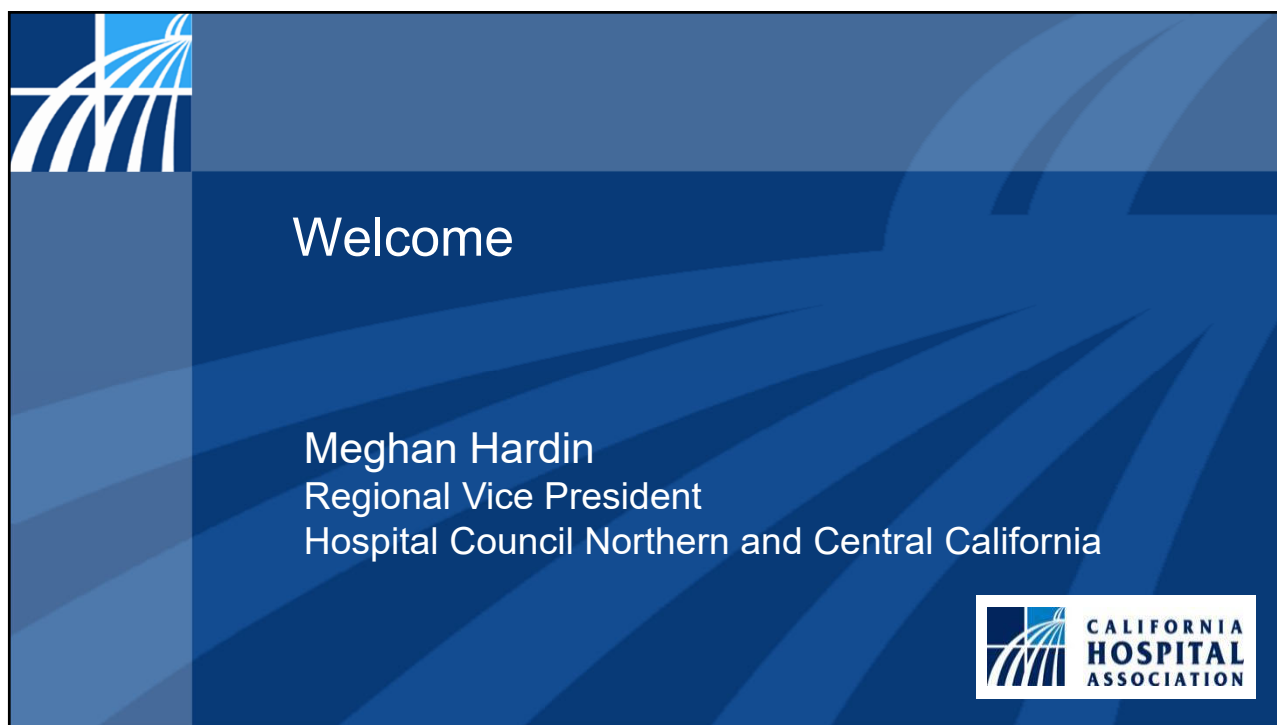 Welcome
Meghan Hardin
Regional Vice President
Hospital Council Northern and Central California
CALIFORNIA
HOSPITAL
ASSOCIATION